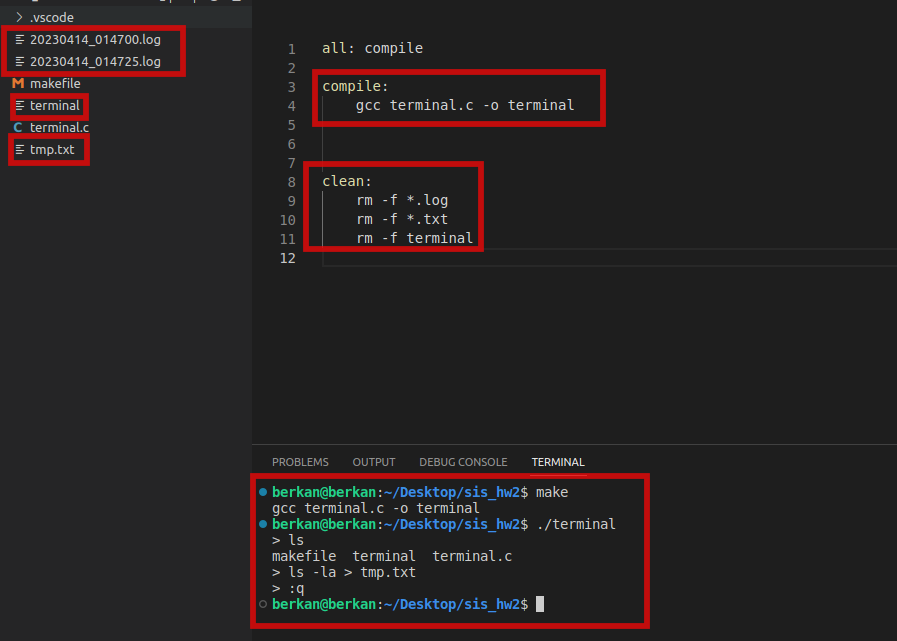 .vscode
20230414_014700.log
20230414_014725.log
M makefile
terminal
C terminal.c
tmp.txt
1 all: compile
2
3 compile:
4 gcc terminal.c -o terminal
5
6
7
8 clean:
9 rm -f *.log
10 rm -f *.txt
11 rm -f terminal
12
PROBLEMS OUTPUT DEBUG CONSOLE TERMINAL
berkan@berkan:~/Desktop/sis_hw2$ make
gcc terminal.c -o terminal
berkan@berkan:~/Desktop/sis_hw2$ ./terminal
> ls
makefile terminal terminal.c
> ls -la > tmp.txt
> :q
berkan@berkan:~/Desktop/sis_hw2$